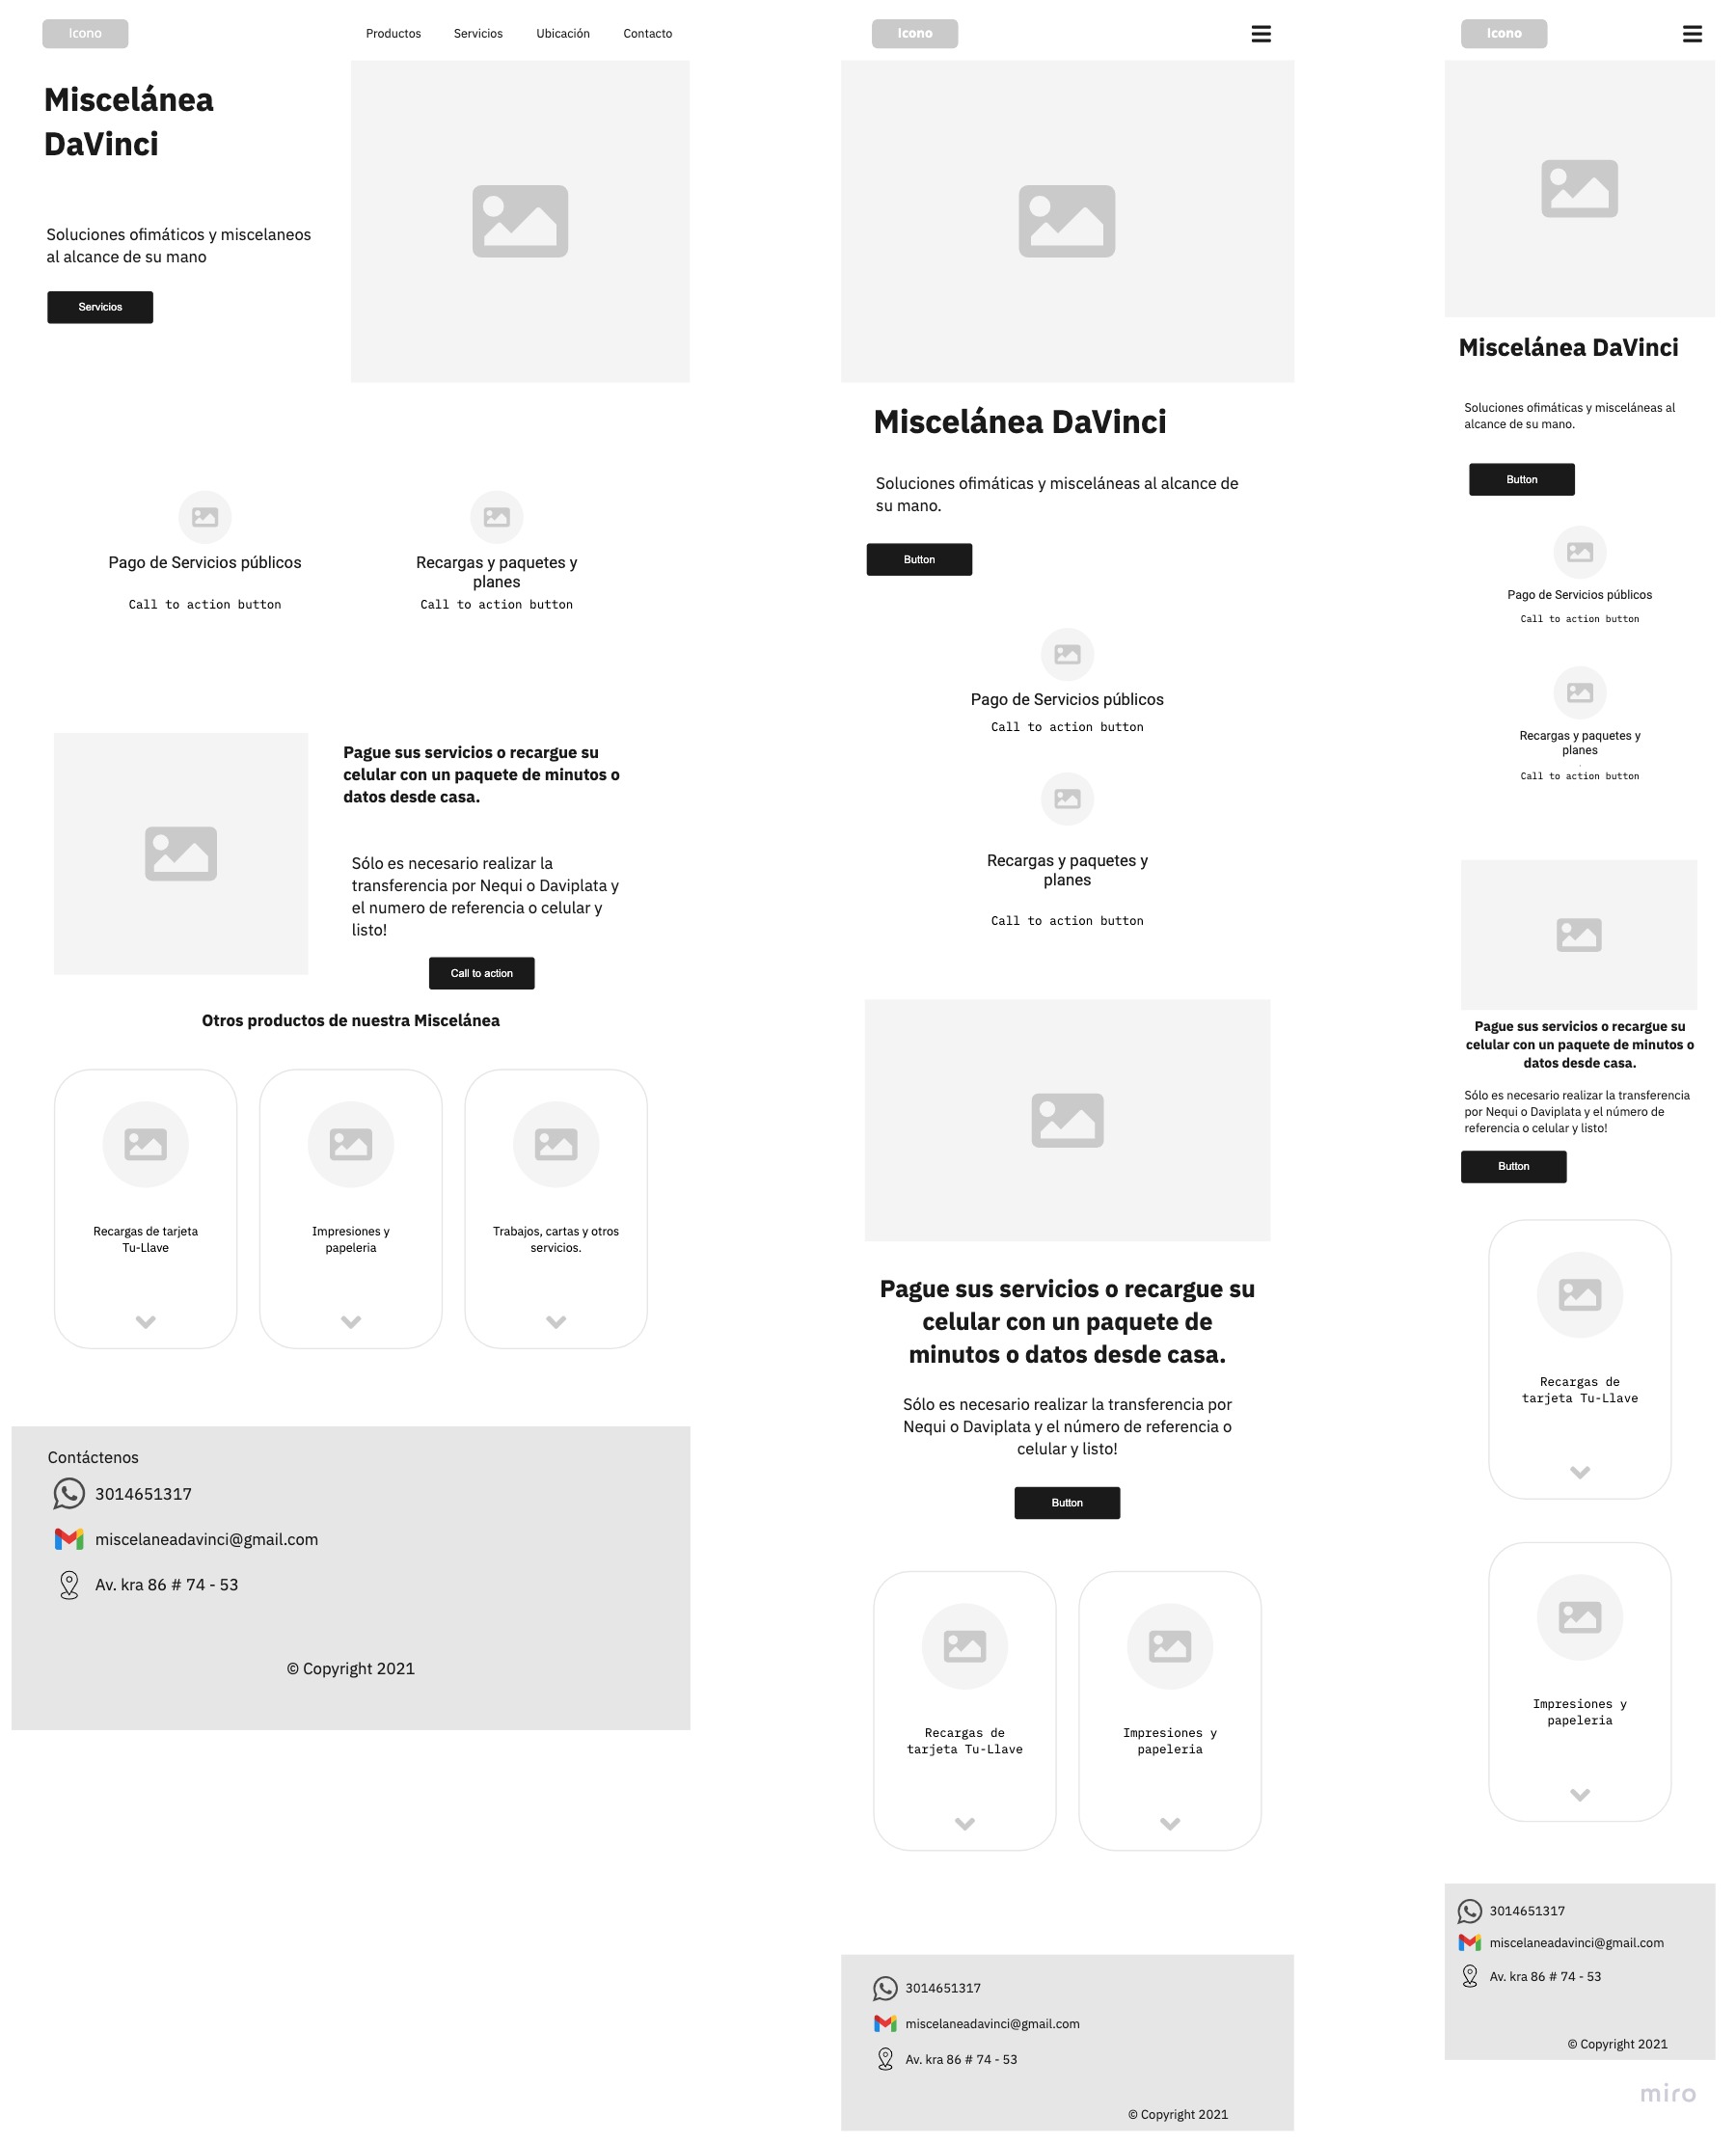 Icono
Productos
Servicios
Ubicación
Contacto
Miscelánea
DaVinci
Soluciones ofimáticos y miscelaneos
al alcance de su mano
Servicios
Pago de Servicios públicos
Call to action button
Recargas y paquetes y
planes
Call to action button
Pague sus servicios o recargue su
celular con un paquete de minutos o
datos desde casa.
Sólo es necesario realizar la
transferencia por Nequi o Daviplata y
el numero de referencia o celular y
listo!
Call to action
Otros productos de nuestra Miscelánea
Recargas de tarjeta
Tu-Llave
Impresiones y
papeleria
Trabajos, cartas y otros
servicios.
Contáctenos
3014651317
miscelaneadavinci@gmail.com
Av. kra 86 # 74 - 53
© Copyright 2021
Icono
Miscelánea DaVinci
Soluciones ofimáticas y misceláneas al alcance de
su mano.
Button
Pago de Servicios públicos
Call to action button
Recargas y paquetes y
planes
Call to action button
Pague sus servicios o recargue su
celular con un paquete de
minutos o datos desde casa.
Sólo es necesario realizar la transferencia por
Nequi o Daviplata y el número de referencia o
celular y listo!
Button
Recargas de
tarjeta Tu-Llave
Impresiones y
papeleria
3014651317
miscelaneadavinci@gmail.com
Av. kra 86 # 74 - 53
© Copyright 2021
Icono
Miscelánea DaVinci
Soluciones ofimáticas y misceláneas al
alcance de su mano.
Button
Pago de Servicios públicos
Call to action button
Recargas y paquetes y
planes
Call to action button
Pague sus servicios o recargue su
celular con un paquete de minutos o
datos desde casa.
Sólo es necesario realizar la transferencia
por Nequi o Daviplata y el número de
referencia o celular y listo!
Button
Recargas de
tarjeta Tu-Llave
Impresiones y
papeleria
3014651317
miscelaneadavinci@gmail.com
Av. kra 86 # 74 - 53
© Copyright 2021
miro